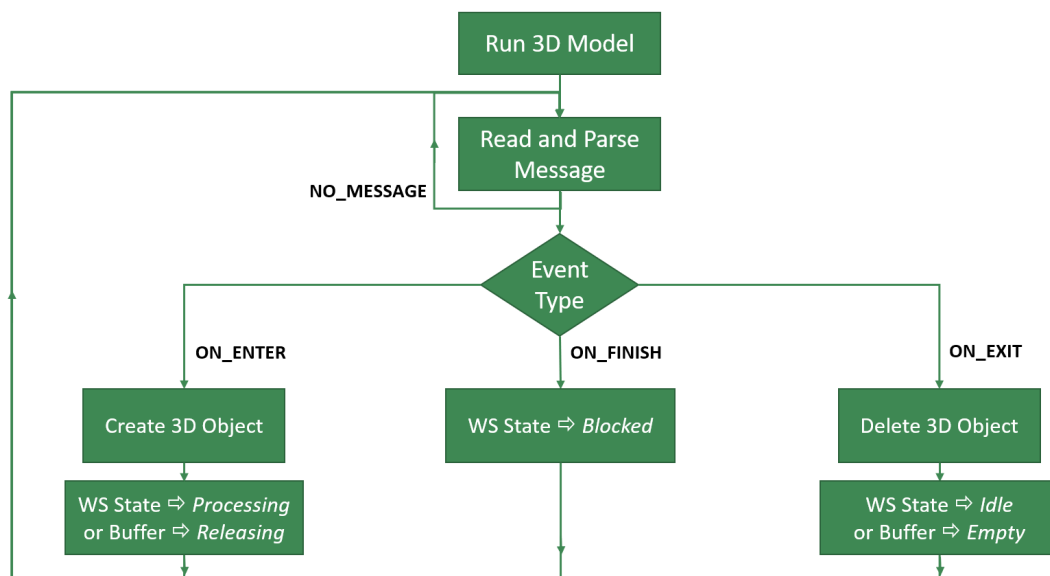 Run 3D Model
Read and Parse
Message
NO_MESSAGE
Event
Type
ON_ENTER
ON_FINISH
ON_EXIT
Create 3D Object
WS State ⇨ Blocked
Delete 3D Object
WS State ⇨ Processing
or Buffer ⇨ Releasing
WS State ⇨ Idle
or Buffer ⇨ Empty